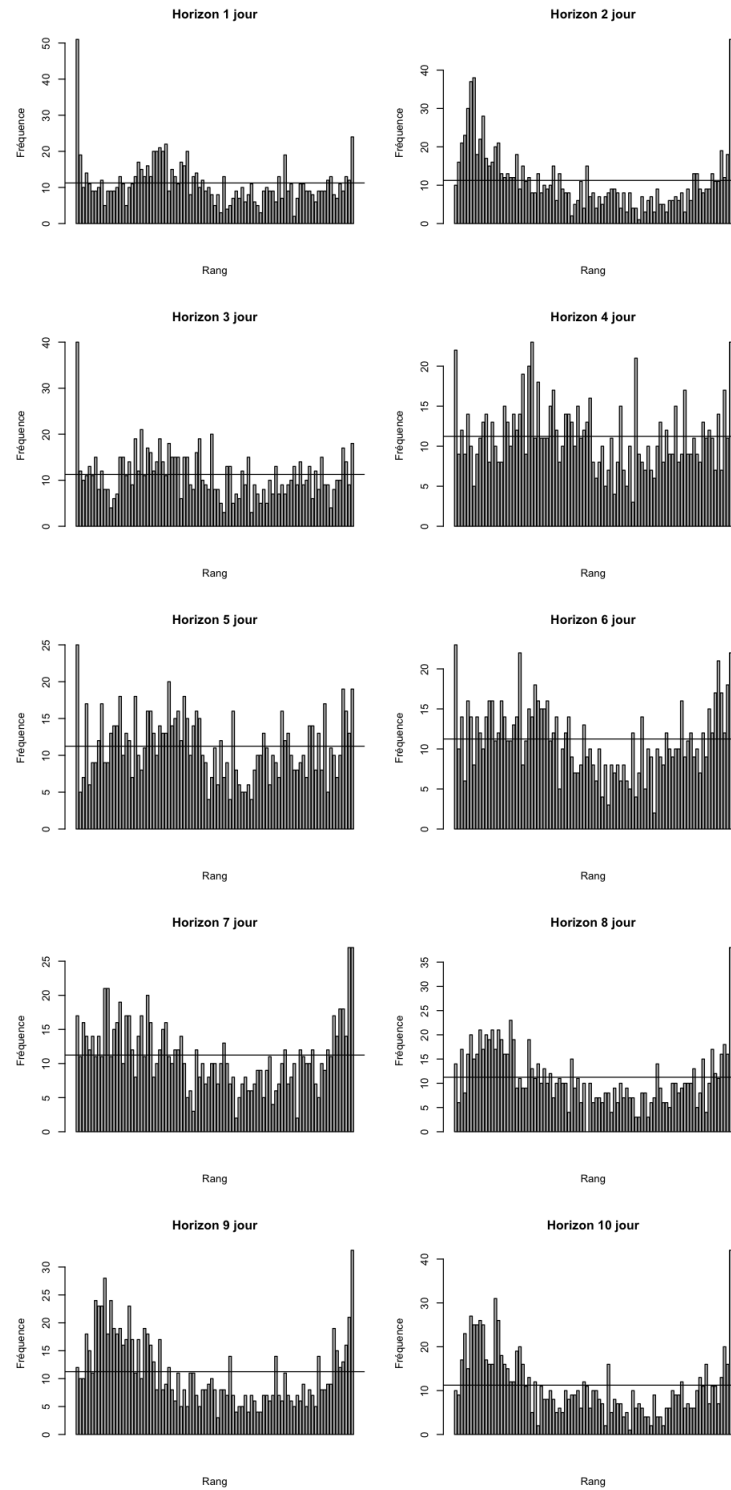 Horizon 1 jour
Fréquence
0 10 20 30 40 50
Rang
Horizon 2 jour
Fréquence
0 10 20 30 40
Rang
Horizon 3 jour
Fréquence
0 10 20 30 40
Rang
Horizon 4 jour
Fréquence
0 5 10 15 20
Rang
Horizon 5 jour
Fréquence
0 5 10 15 20 25
Rang
Horizon 6 jour
Fréquence
0 5 10 15 20
Rang
Horizon 7 jour
Fréquence
0 5 10 15 20 25
Rang
Horizon 8 jour
Fréquence
0 5 10 15 20 25 30 35
Rang
Horizon 9 jour
Fréquence
0 5 10 15 20 25 30
Rang
Horizon 10 jour
Fréquence
0 10 20 30 40
Rang